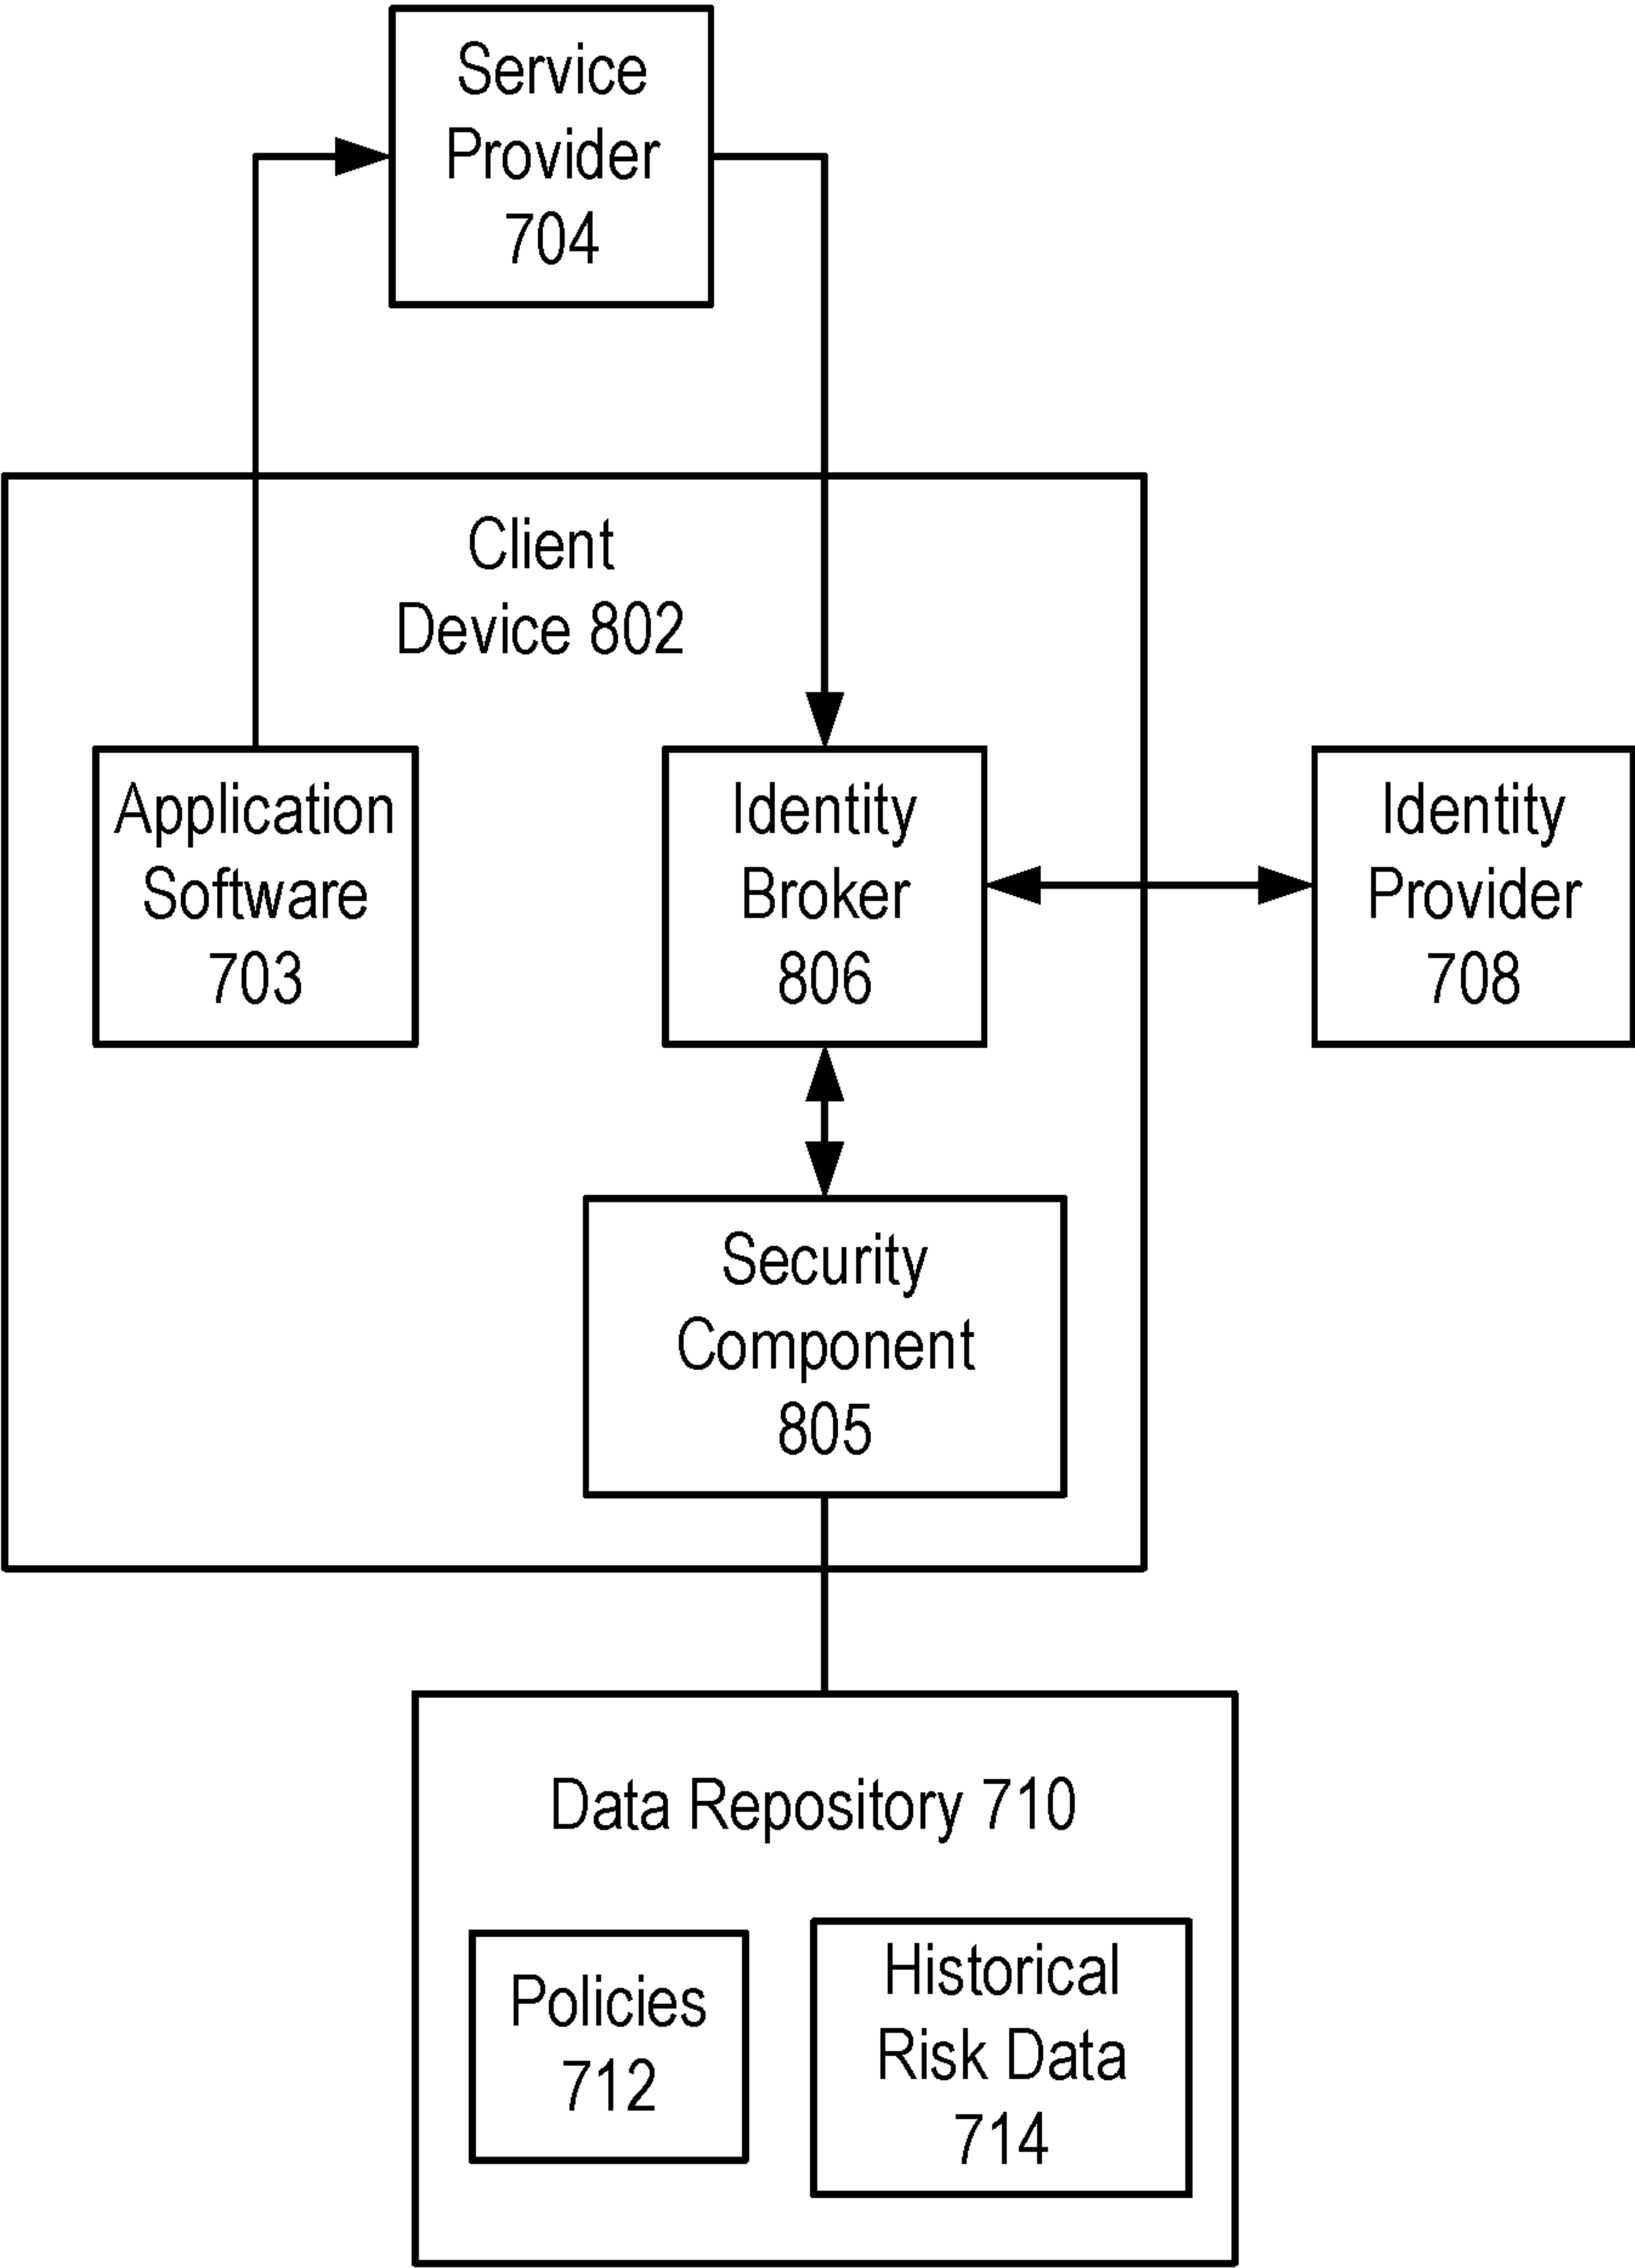 Service
Provider
704
Client
Device 802
Application
Software
703
Identity
Broker
806
Identity
Provider
708
Security
Component
805
Data Repository 710
Policies
712
Historical
Risk Data
714